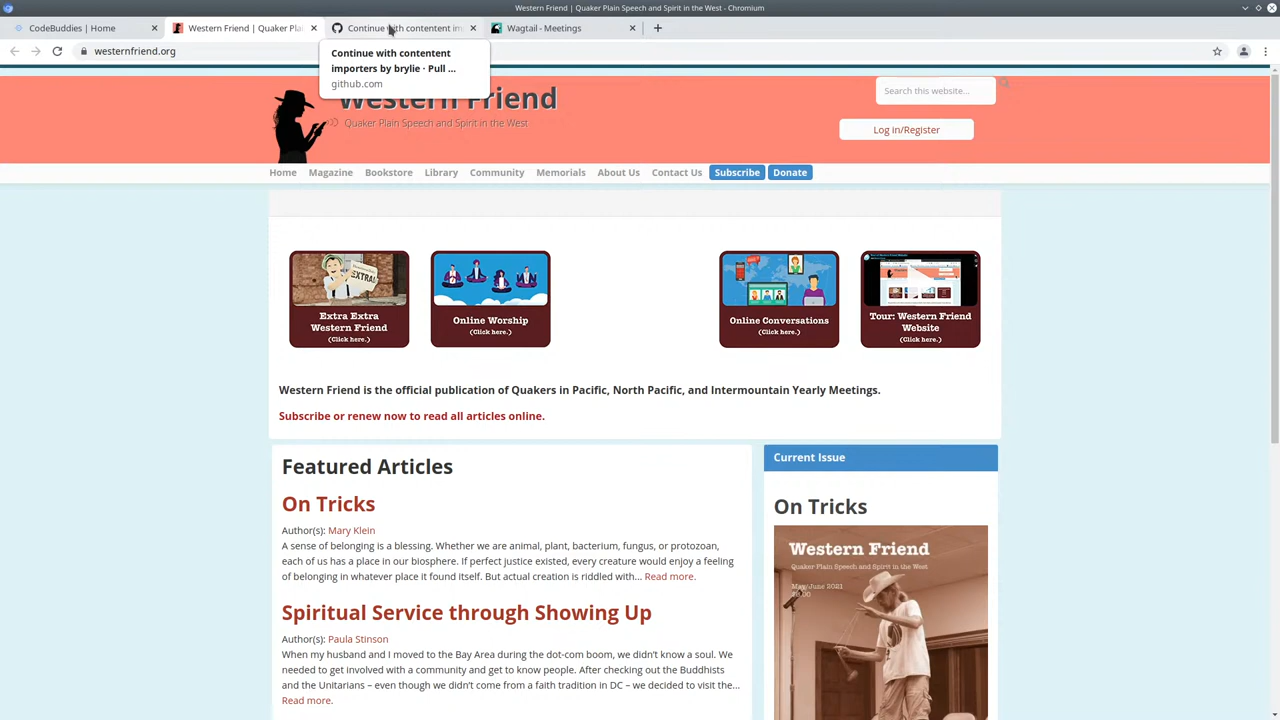 Western Friend | Quaker Plain Speech and Spirit in the West - Chromium
CodeBuddies | Home
Western Friend | Quaker Plai
Continue with contentent im
Wagtail - Meetings
westernfriend.org
Continue with contentent
importers by brylie · Pull ...
github.com
Western Friend
Quaker Plain Speech and Spirit in the West
Search this website...
Log in/Register
Home
Magazine
Bookstore
Library
Community
Memorials
About Us
Contact Us
Subscribe
Donate
EXTRA!
Extra Extra
Western Friend
(Click here.)
Online Worship
(Click here.)
Online Conversations
(Click here.)
Tour: Western Friend
Website
(Click here.)
Western Friend is the official publication of Quakers in Pacific, North Pacific, and Intermountain Yearly Meetings.
Subscribe or renew now to read all articles online.
Featured Articles
On Tricks
Author(s): Mary Klein
A sense of belonging is a blessing. Whether we are animal, plant, bacterium, fungus, or protozoan,
each of us has a place in our biosphere. If perfect justice existed, every creature would enjoy a feeling
of belonging in whatever place it found itself. But actual creation is riddled with... Read more.
Spiritual Service through Showing Up
Author(s): Paula Stinson
When my husband and I moved to the Bay Area during the dot-com boom, we didn't know a soul. We
needed to get involved with a community and get to know people. After checking out the Buddhists
and the Unitarians – even though we didn't come from a faith tradition in DC – we decided to visit the...
Read more.
Current Issue
On Tricks
Western Friend
Quaker Plain Speech and Spirit in the West
May/June 2021